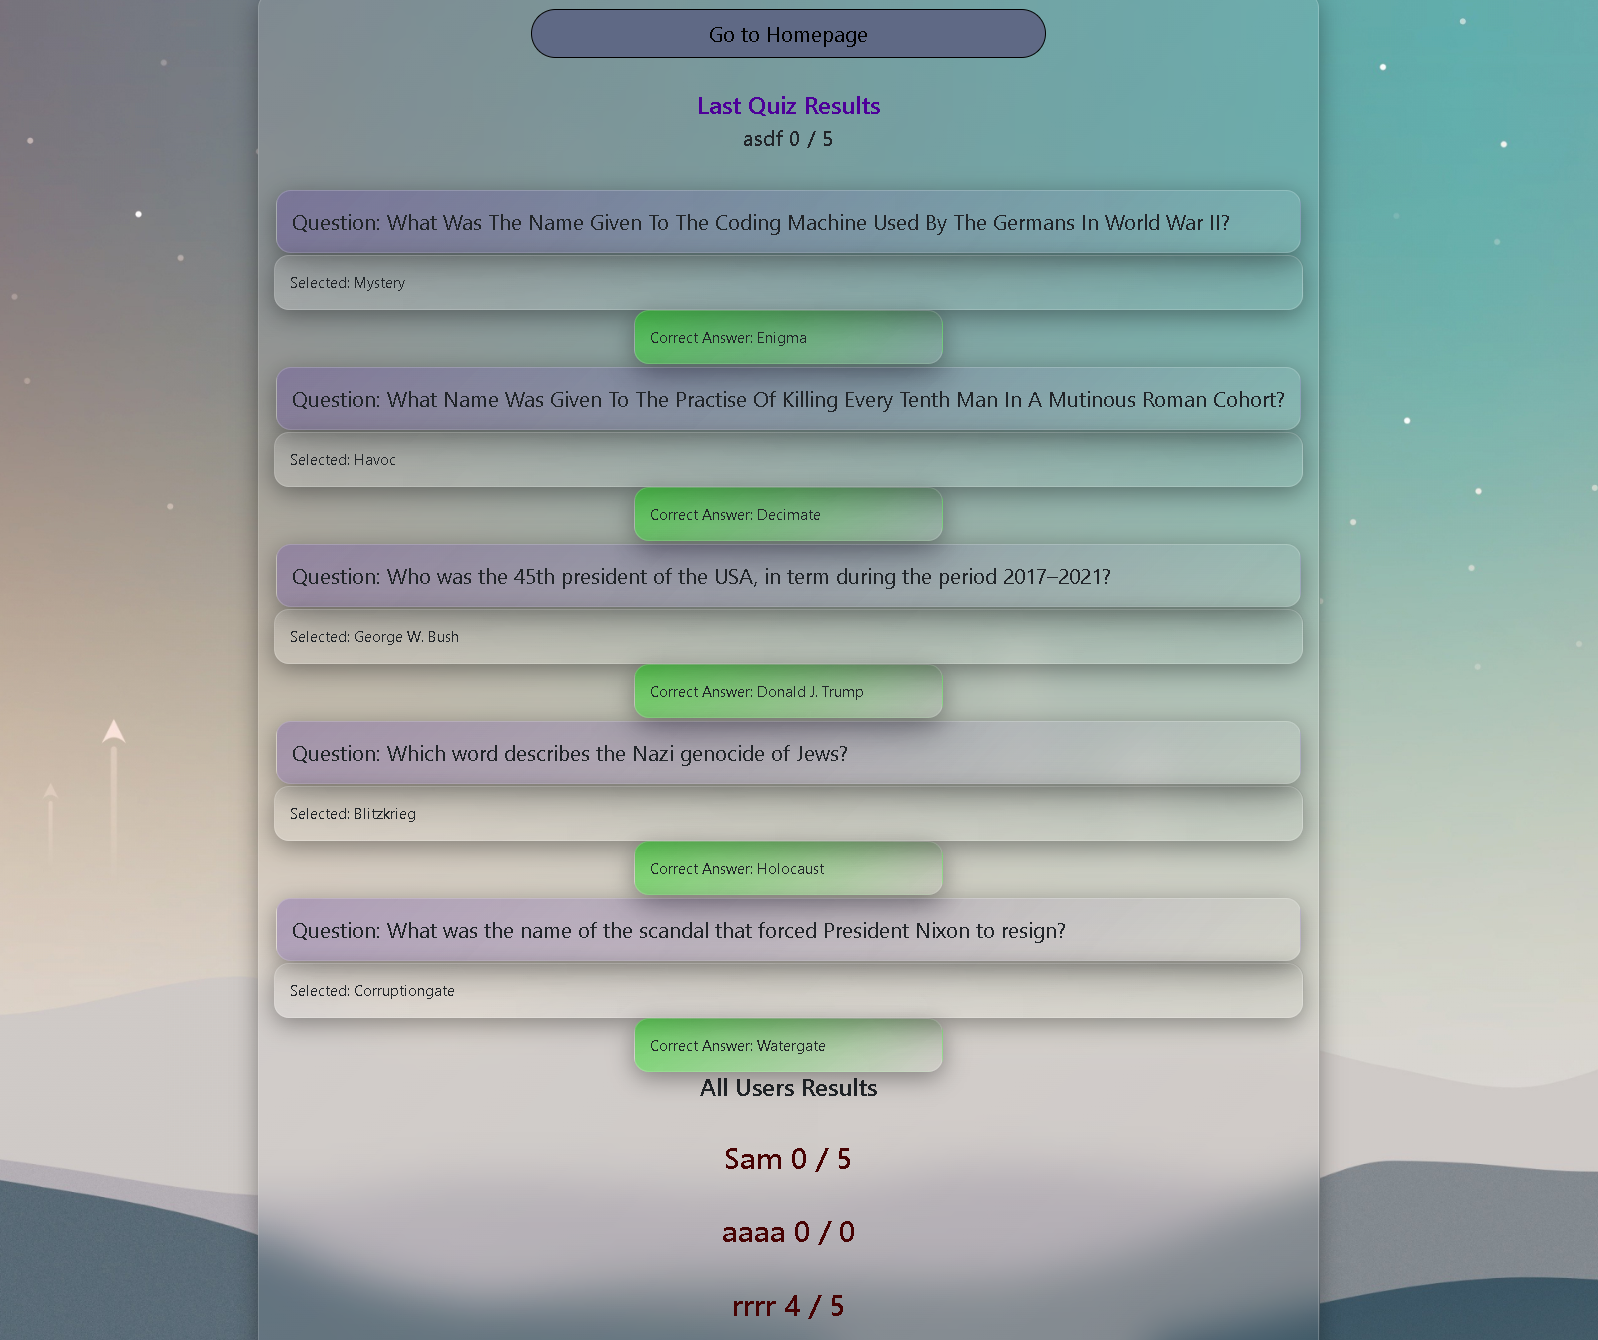 Go to Homepage
Last Quiz Results
asdf 0 / 5
Question: What Was The Name Given To The Coding Machine Used By The Germans In World War II?
Selected: Mystery
Correct Answer: Enigma
Question: What Name Was Given To The Practise Of Killing Every Tenth Man In A Mutinous Roman Cohort?
Selected: Havoc
Correct Answer: Decimate
Question: Who was the 45th president of the USA, in term during the period 2017–2021?
Selected: George W. Bush
Correct Answer: Donald J. Trump
Question: Which word describes the Nazi genocide of Jews?
Selected: Blitzkrieg
Correct Answer: Holocaust
Question: What was the name of the scandal that forced President Nixon to resign?
Selected: Corruptiongate
Correct Answer: Watergate
All Users Results
Sam 0 / 5
aaaa 0 / 0
rrrr 4 / 5